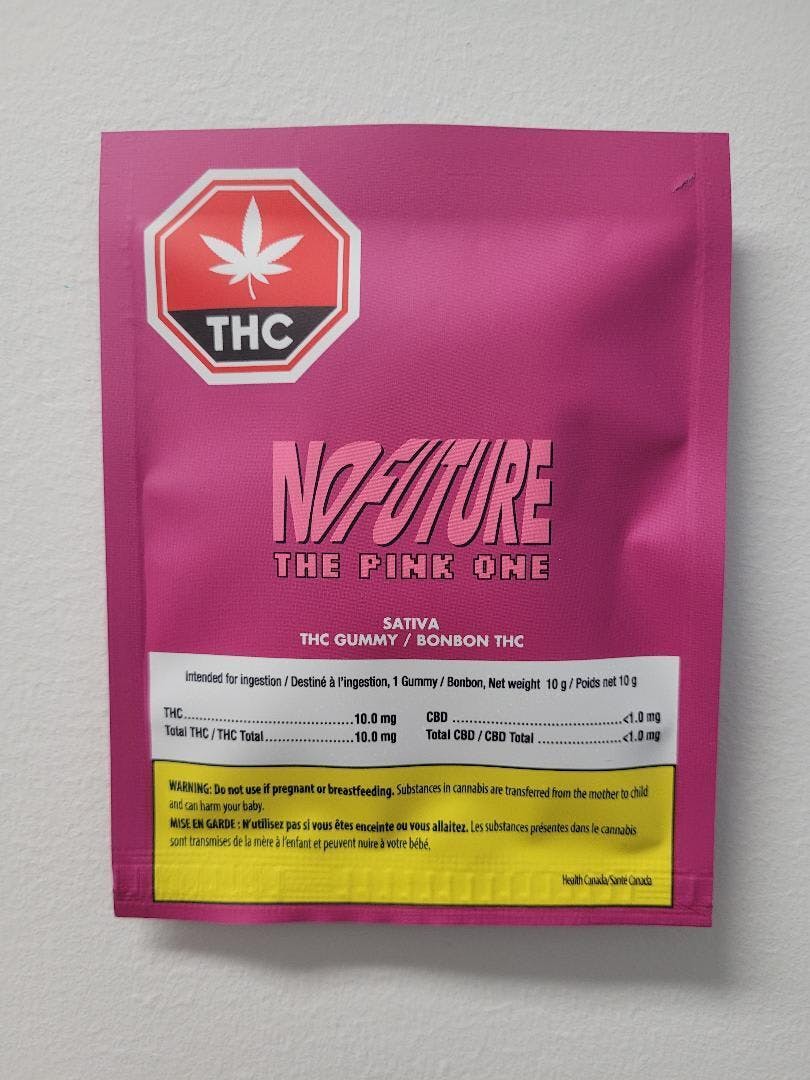 THC
NOFUTURE
THE PINK ONE
SATIVA
THC GUMMY / BONBON THC
Intended for ingestion / Destiné à l'ingestion, 1 Gummy / Bonbon, Net weight 10 g / Poids net 10 g
THC..............................10.0 mg CBD ..............................<1.0 mg
Total THC / THC Total................10.0 mg Total CBD / CBD Total ................<1.0 mg
WARNING: Do not use if pregnant or breastfeeding. Substances in cannabis are transferred from the mother to child
and can harm your baby.
MISE EN GARDE : N'utilisez pas si vous êtes enceinte ou vous allaitez. Les substances présentes dans le cannabis
sont transmises de la mère à l'enfant et peuvent nuire à votre bébé.
Health Canada/Santé Canada